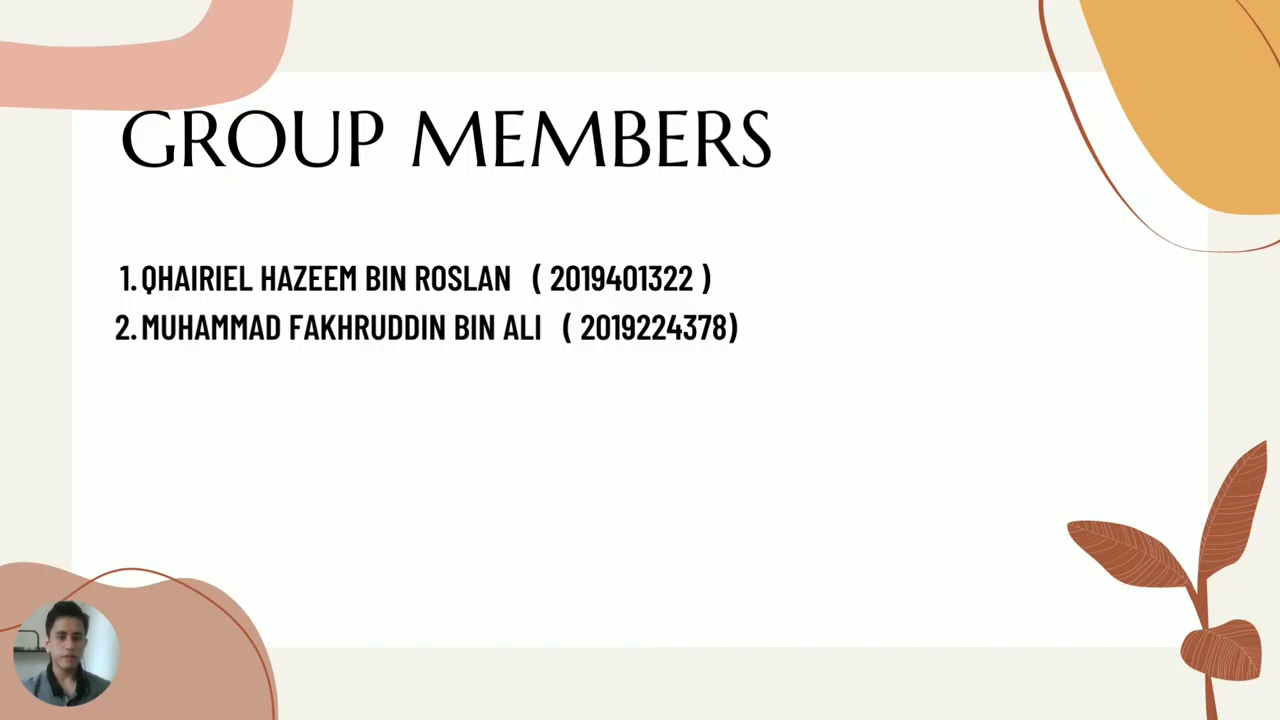 GROUP MEMBERS
1. QHAIRIEL HAZEEM BIN ROSLAN ( 2019401322 )
2. MUHAMMAD FAKHRUDDIN BIN ALI ( 2019224378)